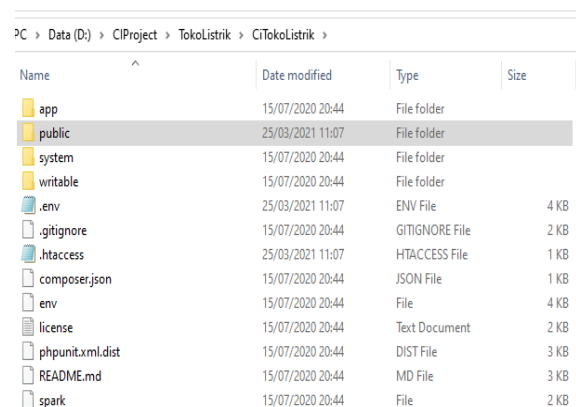 PC > Data (D:) > CIProject > TokoListrik > CiTokoListrik >
Name Date modified Type Size
app 15/07/2020 20:44 File folder
public 25/03/2021 11:07 File folder
system 15/07/2020 20:44 File folder
writable 15/07/2020 20:44 File folder
.env 25/03/2021 11:07 ENV File 4 KB
.gitignore 15/07/2020 20:44 GITIGNORE File 2 KB
.htaccess 25/03/2021 11:07 HTACCESS File 1 KB
composer.json 15/07/2020 20:44 JSON File 1 KB
env 15/07/2020 20:44 File 4 KB
license 15/07/2020 20:44 Text Document 2 KB
phpunit.xml.dist 15/07/2020 20:44 DIST File 3 KB
README.md 15/07/2020 20:44 MD File 3 KB
spark 15/07/2020 20:44 File 2 KB